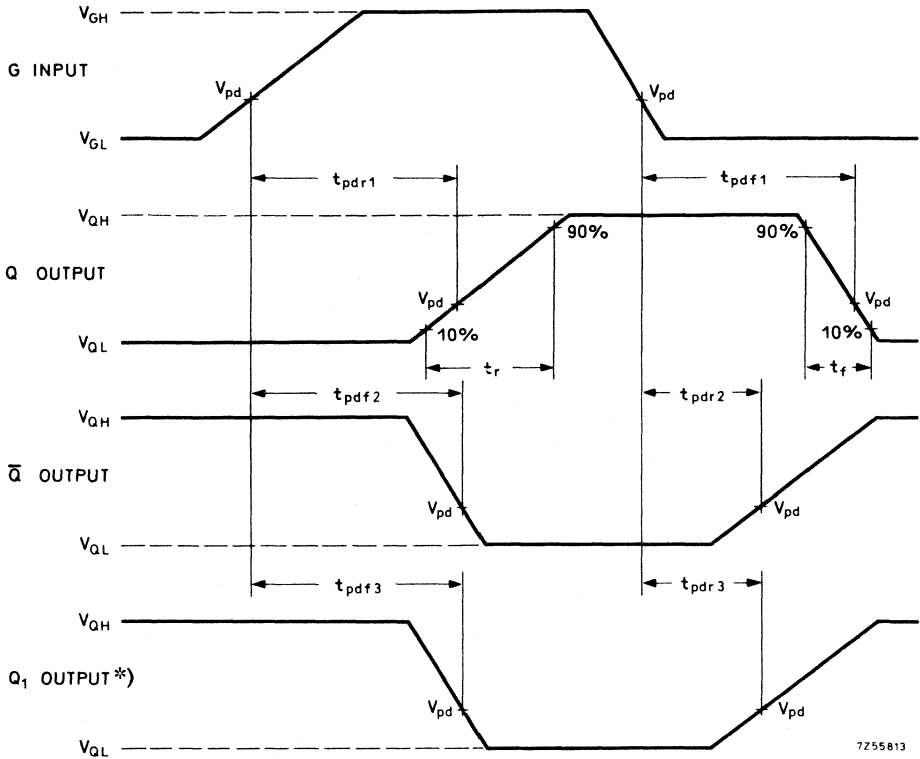 VGH
G INPUT
Vpd
Vpd
VGL
tpdr1
tpdf1
VQH
90%
90%
Q OUTPUT
Vpd
Vpd
10%
10%
VQL
tr
tf
tpdf2
tpdr2
VQH
Q̅ OUTPUT
Vpd
Vpd
VQL
tpdf3
tpdr3
VQH
Q1 OUTPUT*)
Vpd
Vpd
VQL
7Z55813